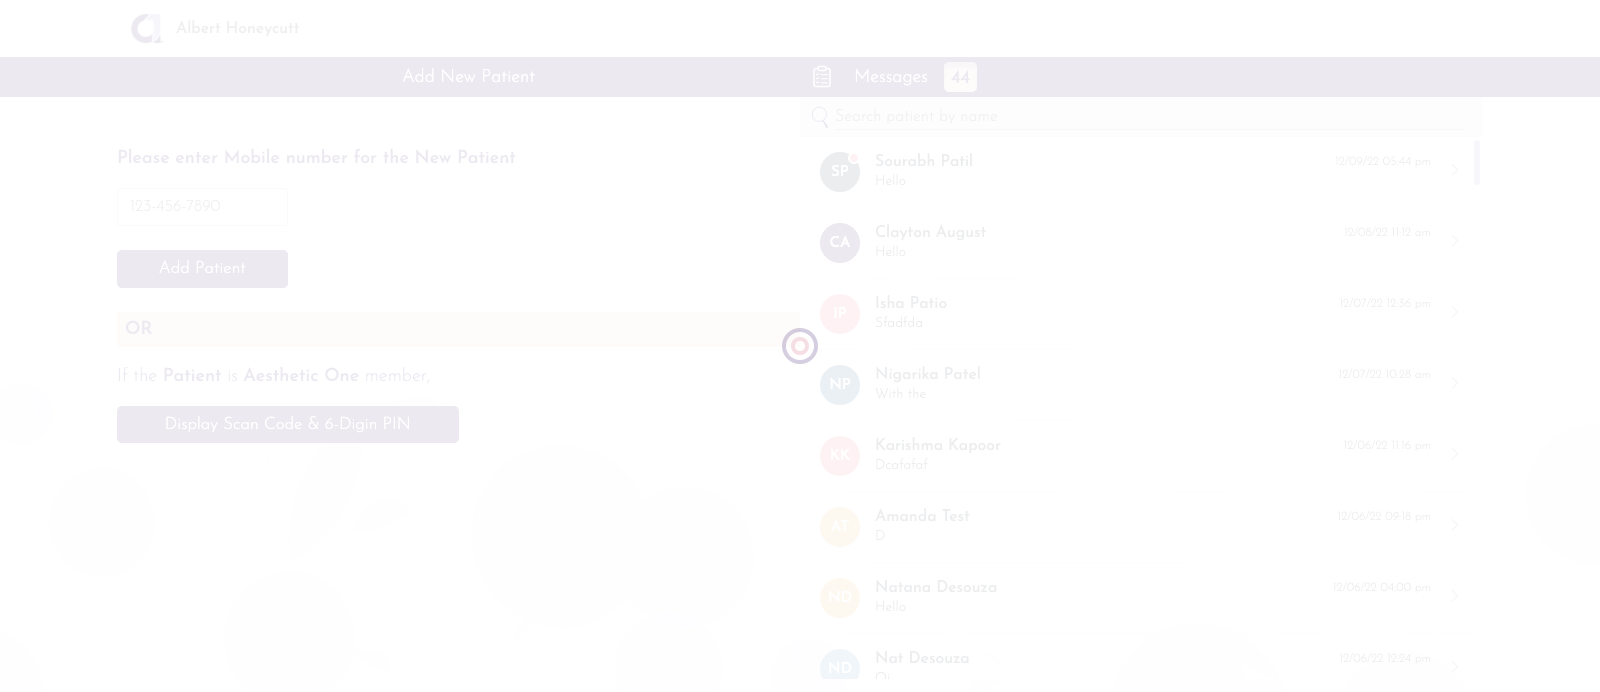 Albert Honeycutt
Add New Patient
Messages 44
Please enter Mobile number for the New Patient
123-456-7890
Add Patient
OR
If the Patient is Aesthetic One member,
Display Scan Code & 6-Digin PIN
Search patient by name
SP Sourabh Patil 12/09/22 05:44 pm
Hello
CA Clayton August 12/08/22 11:12 am
Hello
IP Isha Patio 12/07/22 12:36 pm
Sfadfda
NP Nigarika Patel 12/07/22 10:28 am
With the
KK Karishma Kapoor 12/06/22 11:16 pm
Dcafafaf
AT Amanda Test 12/06/22 09:18 pm
D
ND Natana Desouza 12/06/22 04:00 pm
Hello
ND Nat Desouza 12/06/22 12:24 pm